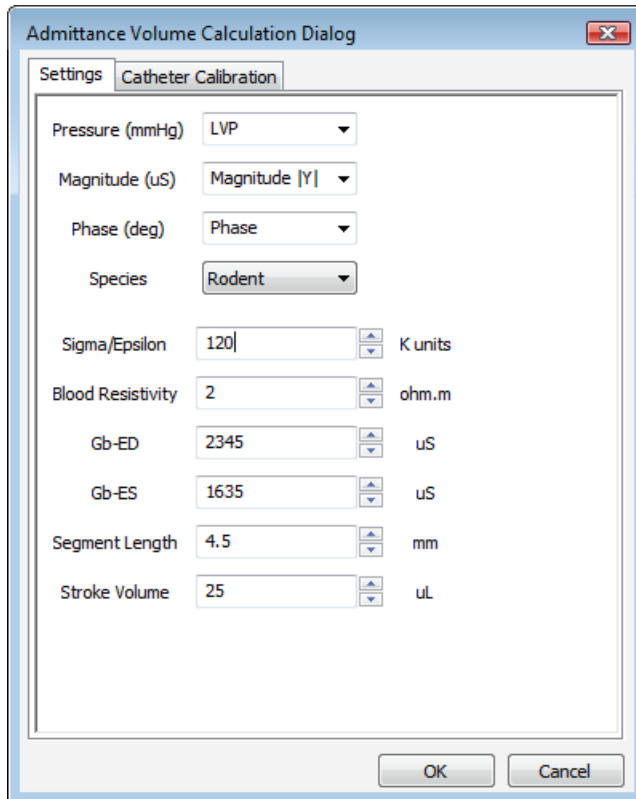 Admittance Volume Calculation Dialog
Settings Catheter Calibration
Pressure (mmHg) LVP
Magnitude (uS) Magnitude |Y|
Phase (deg) Phase
Species Rodent
Sigma/Epsilon 120 K units
Blood Resistivity 2 ohm.m
Gb-ED 2345 uS
Gb-ES 1635 uS
Segment Length 4.5 mm
Stroke Volume 25 uL
OK Cancel